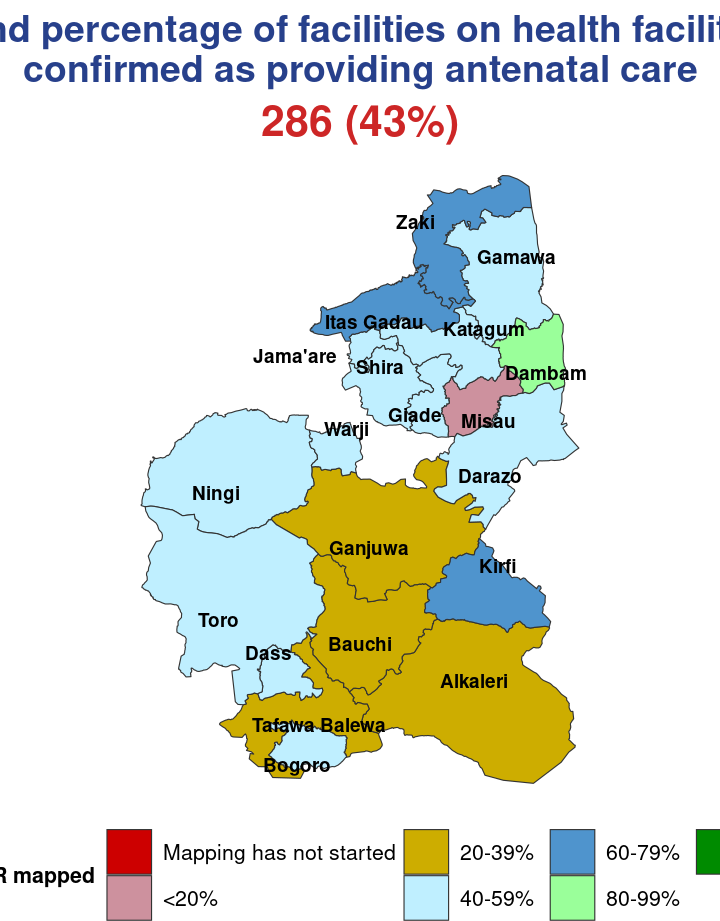 percentage of facilities on health
confirmed as providing antenatal care
286 (43%)
Zaki
Gamawa
Itas Gadau
Katagum
Jama'are
Shira
Dambam
Giade
Misau
Warji
Darazo
Ningi
Ganjuwa
Kirfi
Toro
Bauchi
Dass
Alkaleri
Tafawa Balewa
Bogoro
Mapping has not started 20-39% 60-79%
mapped
<20% 40-59% 80-99%